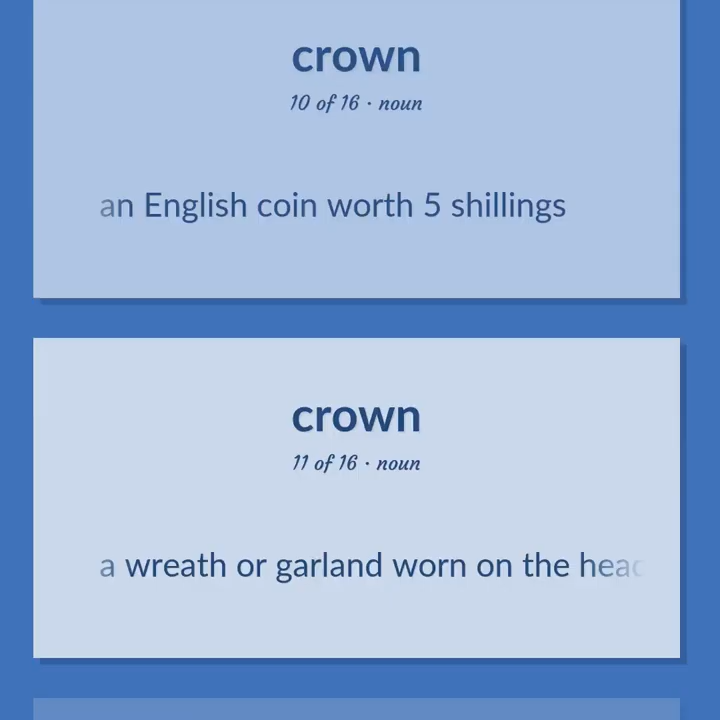 crown
10 of 16 · noun
an English coin worth 5 shillings
crown
11 of 16 · noun
a wreath or garland worn on the head